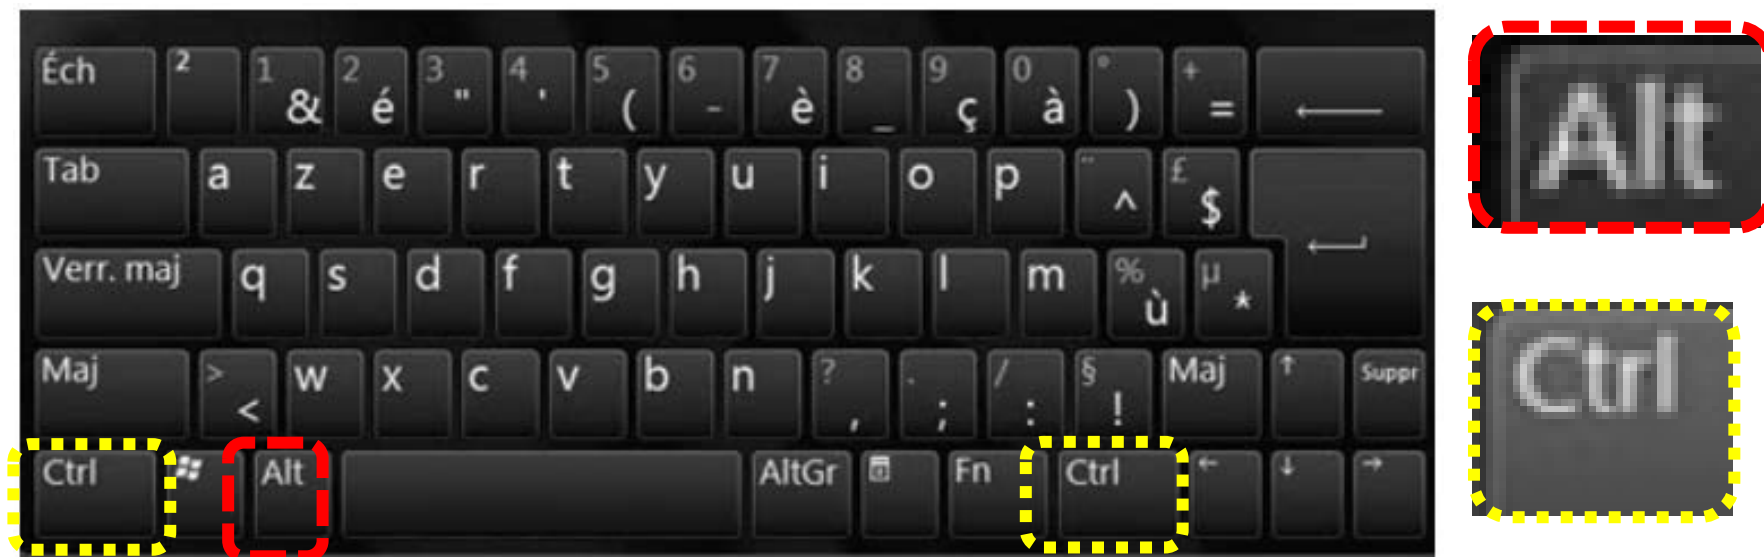 Éch ² 1 & 2 é 3 " 4 ' 5 ( 6 - 7 è 8 _ 9 ç 0 à ° ) + = ←
Tab a z e r t y u i o p ¨ ^ £ $
Verr. maj q s d f g h j k l m % ù µ *
Maj > < w x c v b n ? , . ; / : § ! Maj ↑ Suppr
Ctrl Alt AltGr Fn Ctrl ← ↓ →
Alt
Ctrl